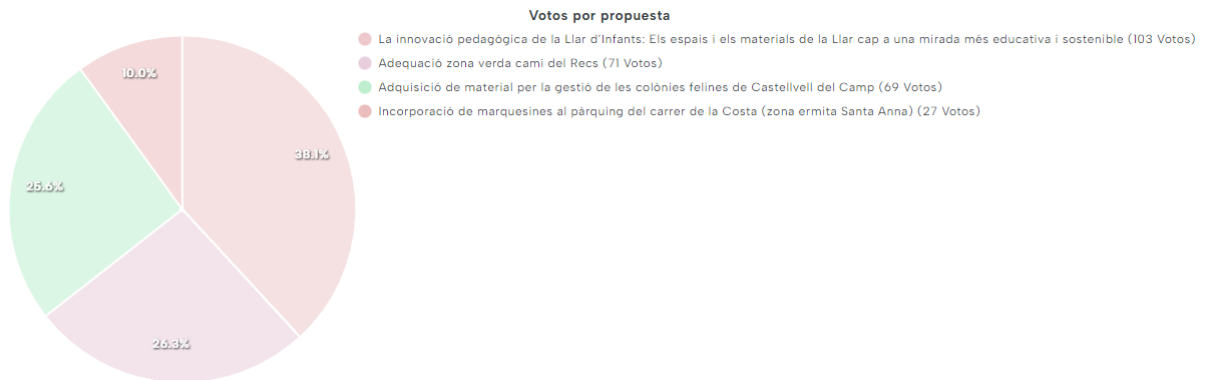 Votos por propuesta
La innovació pedagògica de la Llar d'Infants: Els espais i els materials de la Llar cap a una mirada més educativa i sostenible (103 Votos)
Adequació zona verda camí del Recs (71 Votos)
Adquisició de material per la gestió de les colònies felines de Castellvell del Camp (69 Votos)
Incorporació de marquesines al pàrquing del carrer de la Costa (zona ermita Santa Anna) (27 Votos)
10.0%
38.1%
25.6%
26.3%